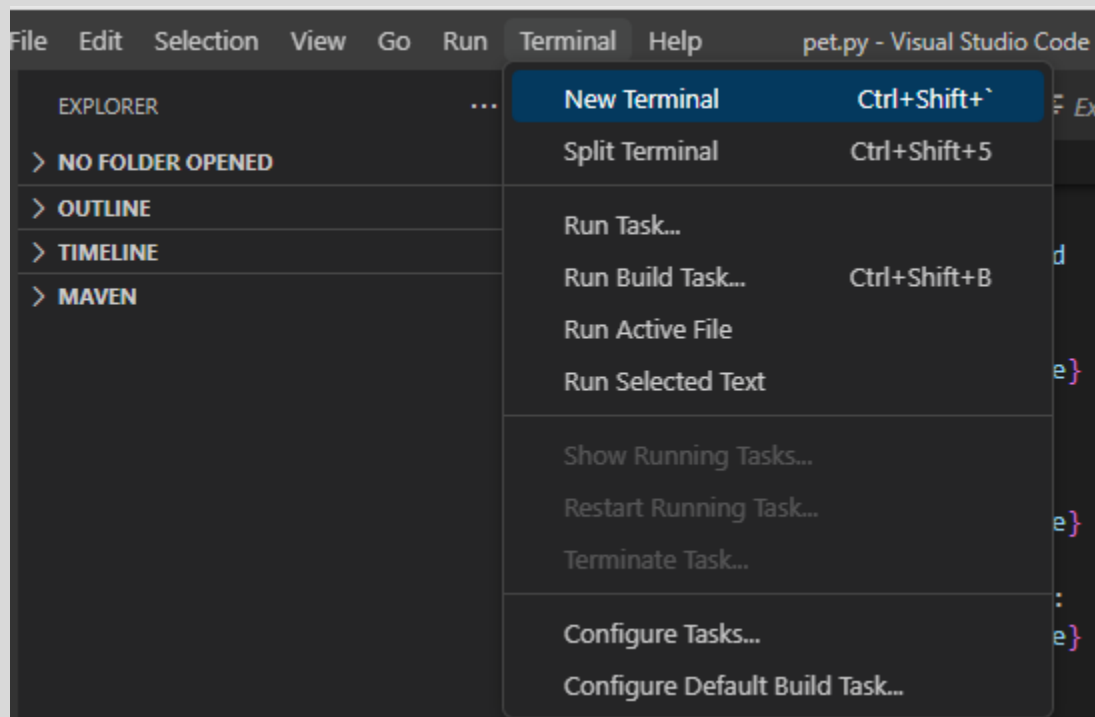 File Edit Selection View Go Run Terminal Help pet.py - Visual Studio Code
EXPLORER ...
NO FOLDER OPENED
OUTLINE
TIMELINE
MAVEN
New Terminal Ctrl+Shift+`
Split Terminal Ctrl+Shift+5
Run Task...
Run Build Task... Ctrl+Shift+B
Run Active File
Run Selected Text
Show Running Tasks...
Restart Running Task...
Terminate Task...
Configure Tasks...
Configure Default Build Task...
Ex
d
e}
e}
:
e}